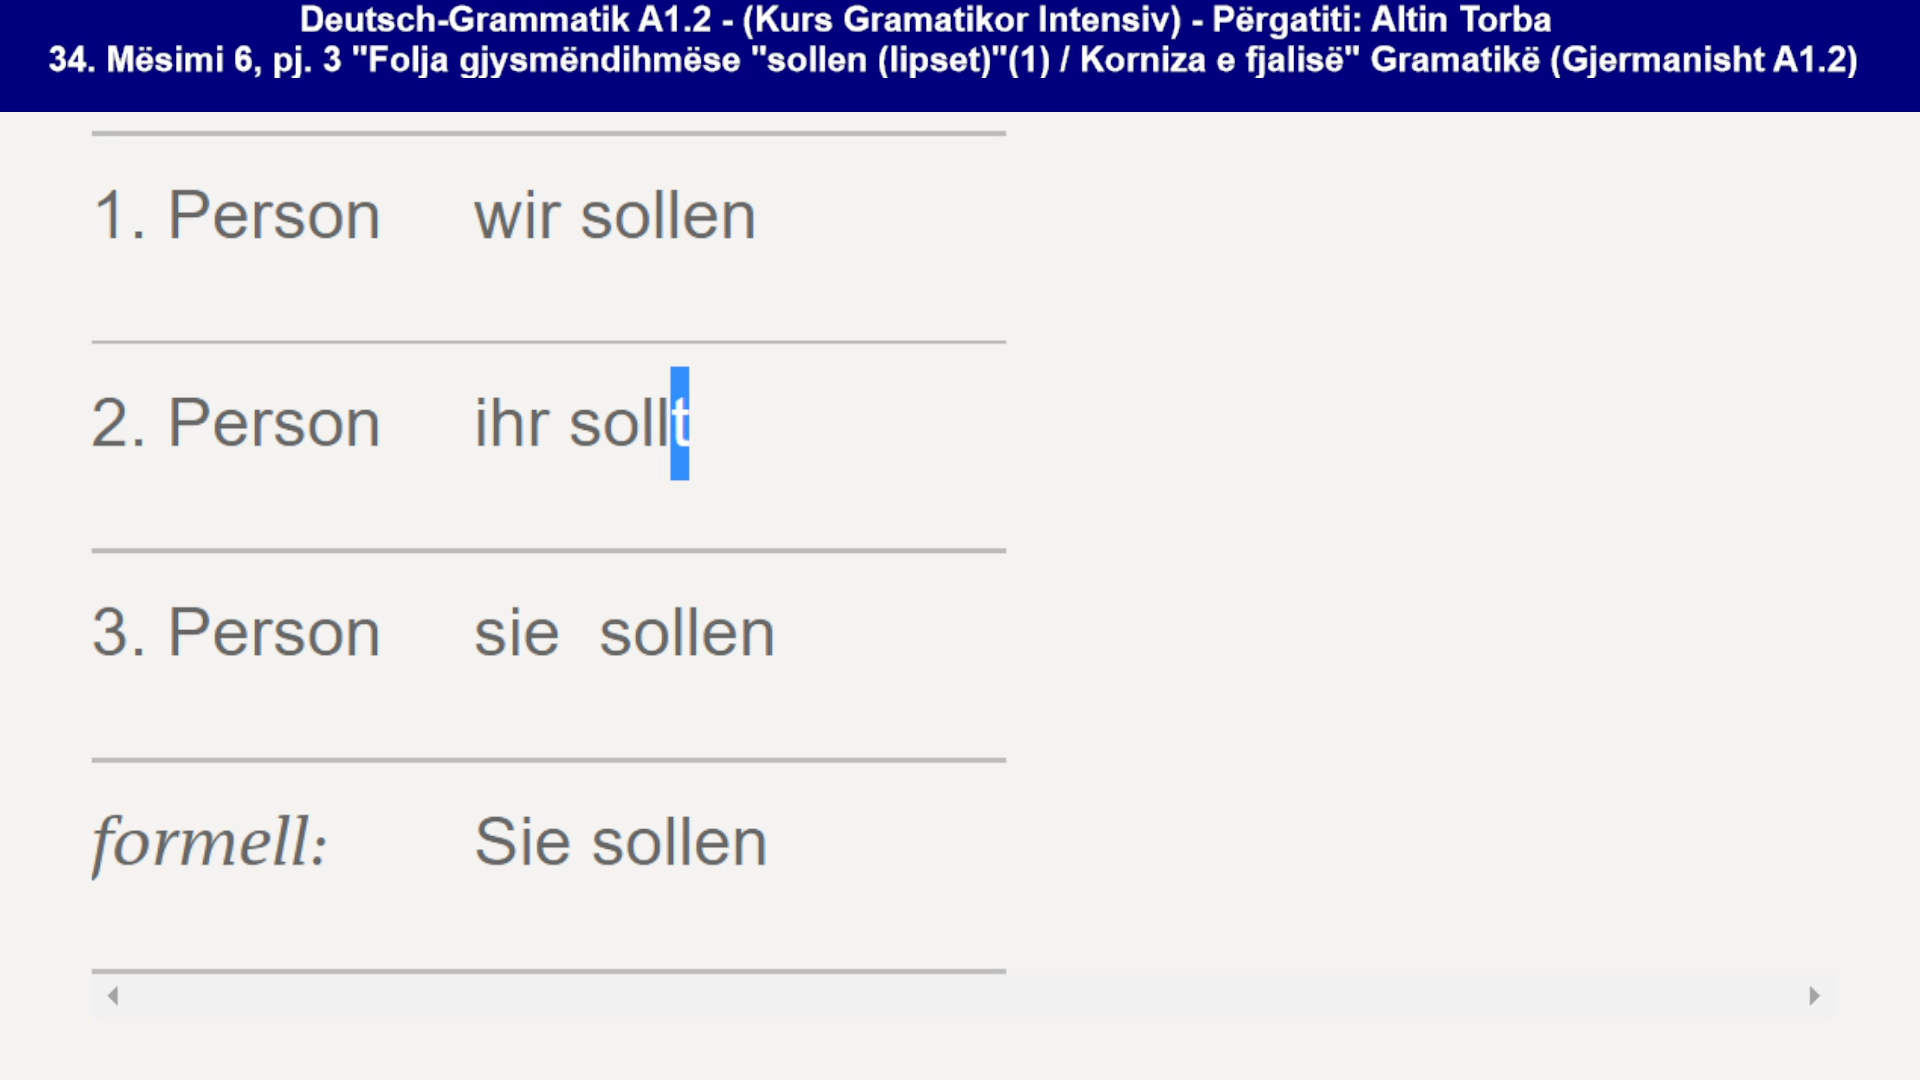 Deutsch-Grammatik A1.2 - (Kurs Gramatikor Intensiv) - Përgatiti: Altin Torba
34. Mësimi 6, pj. 3 "Folja gjysmëndihmëse "sollen (lipset)"(1) / Korniza e fjalisë" Gramatikë (Gjermanisht A1.2)
1. Person wir sollen
2. Person ihr sollt
3. Person sie sollen
formell: Sie sollen